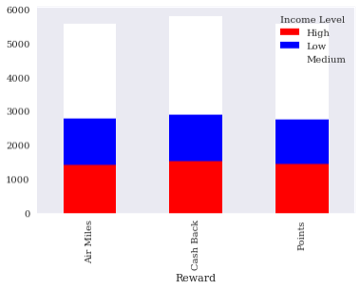 6000
5000
4000
3000
2000
1000
0
Income Level
High
Low
Medium
Air Miles
Cash Back
Points
Reward